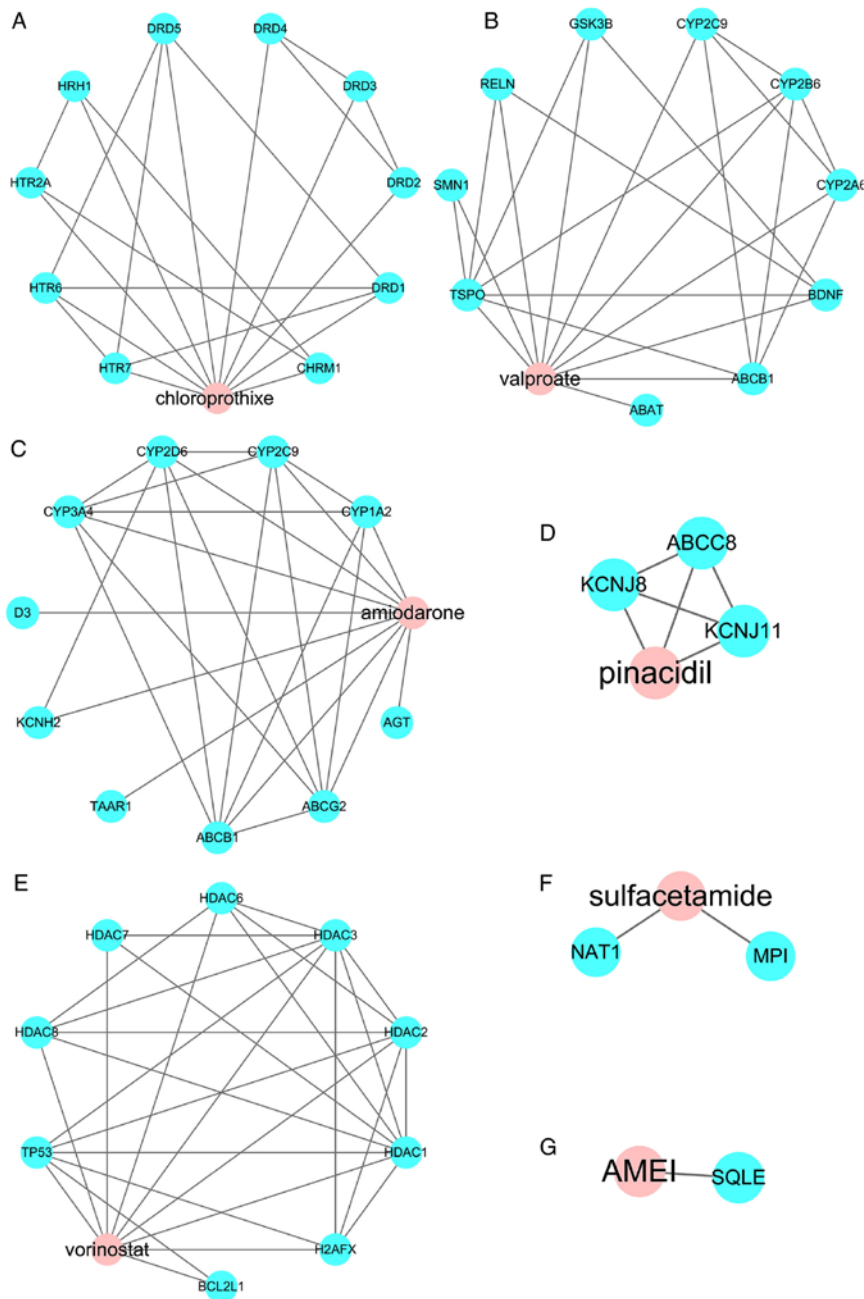 A
DRD5
DRD4
HRH1
DRD3
HTR2A
DRD2
HTR6
DRD1
HTR7
CHRM1
chloroprothixe
B
GSK3B
CYP2C9
RELN
CYP2B6
SMN1
CYP2A6
TSPO
BDNF
valproate
ABCB1
ABAT
C
CYP2D6
CYP2C9
CYP3A4
CYP1A2
D3
amiodarone
KCNH2
AGT
TAAR1
ABCG2
ABCB1
D
ABCC8
KCNJ8
KCNJ11
pinacidil
E
HDAC6
HDAC7
HDAC3
HDAC8
HDAC2
TP53
HDAC1
vorinostat
H2AFX
BCL2L1
F
sulfacetamide
NAT1
MPI
G
AMEI
SQLE